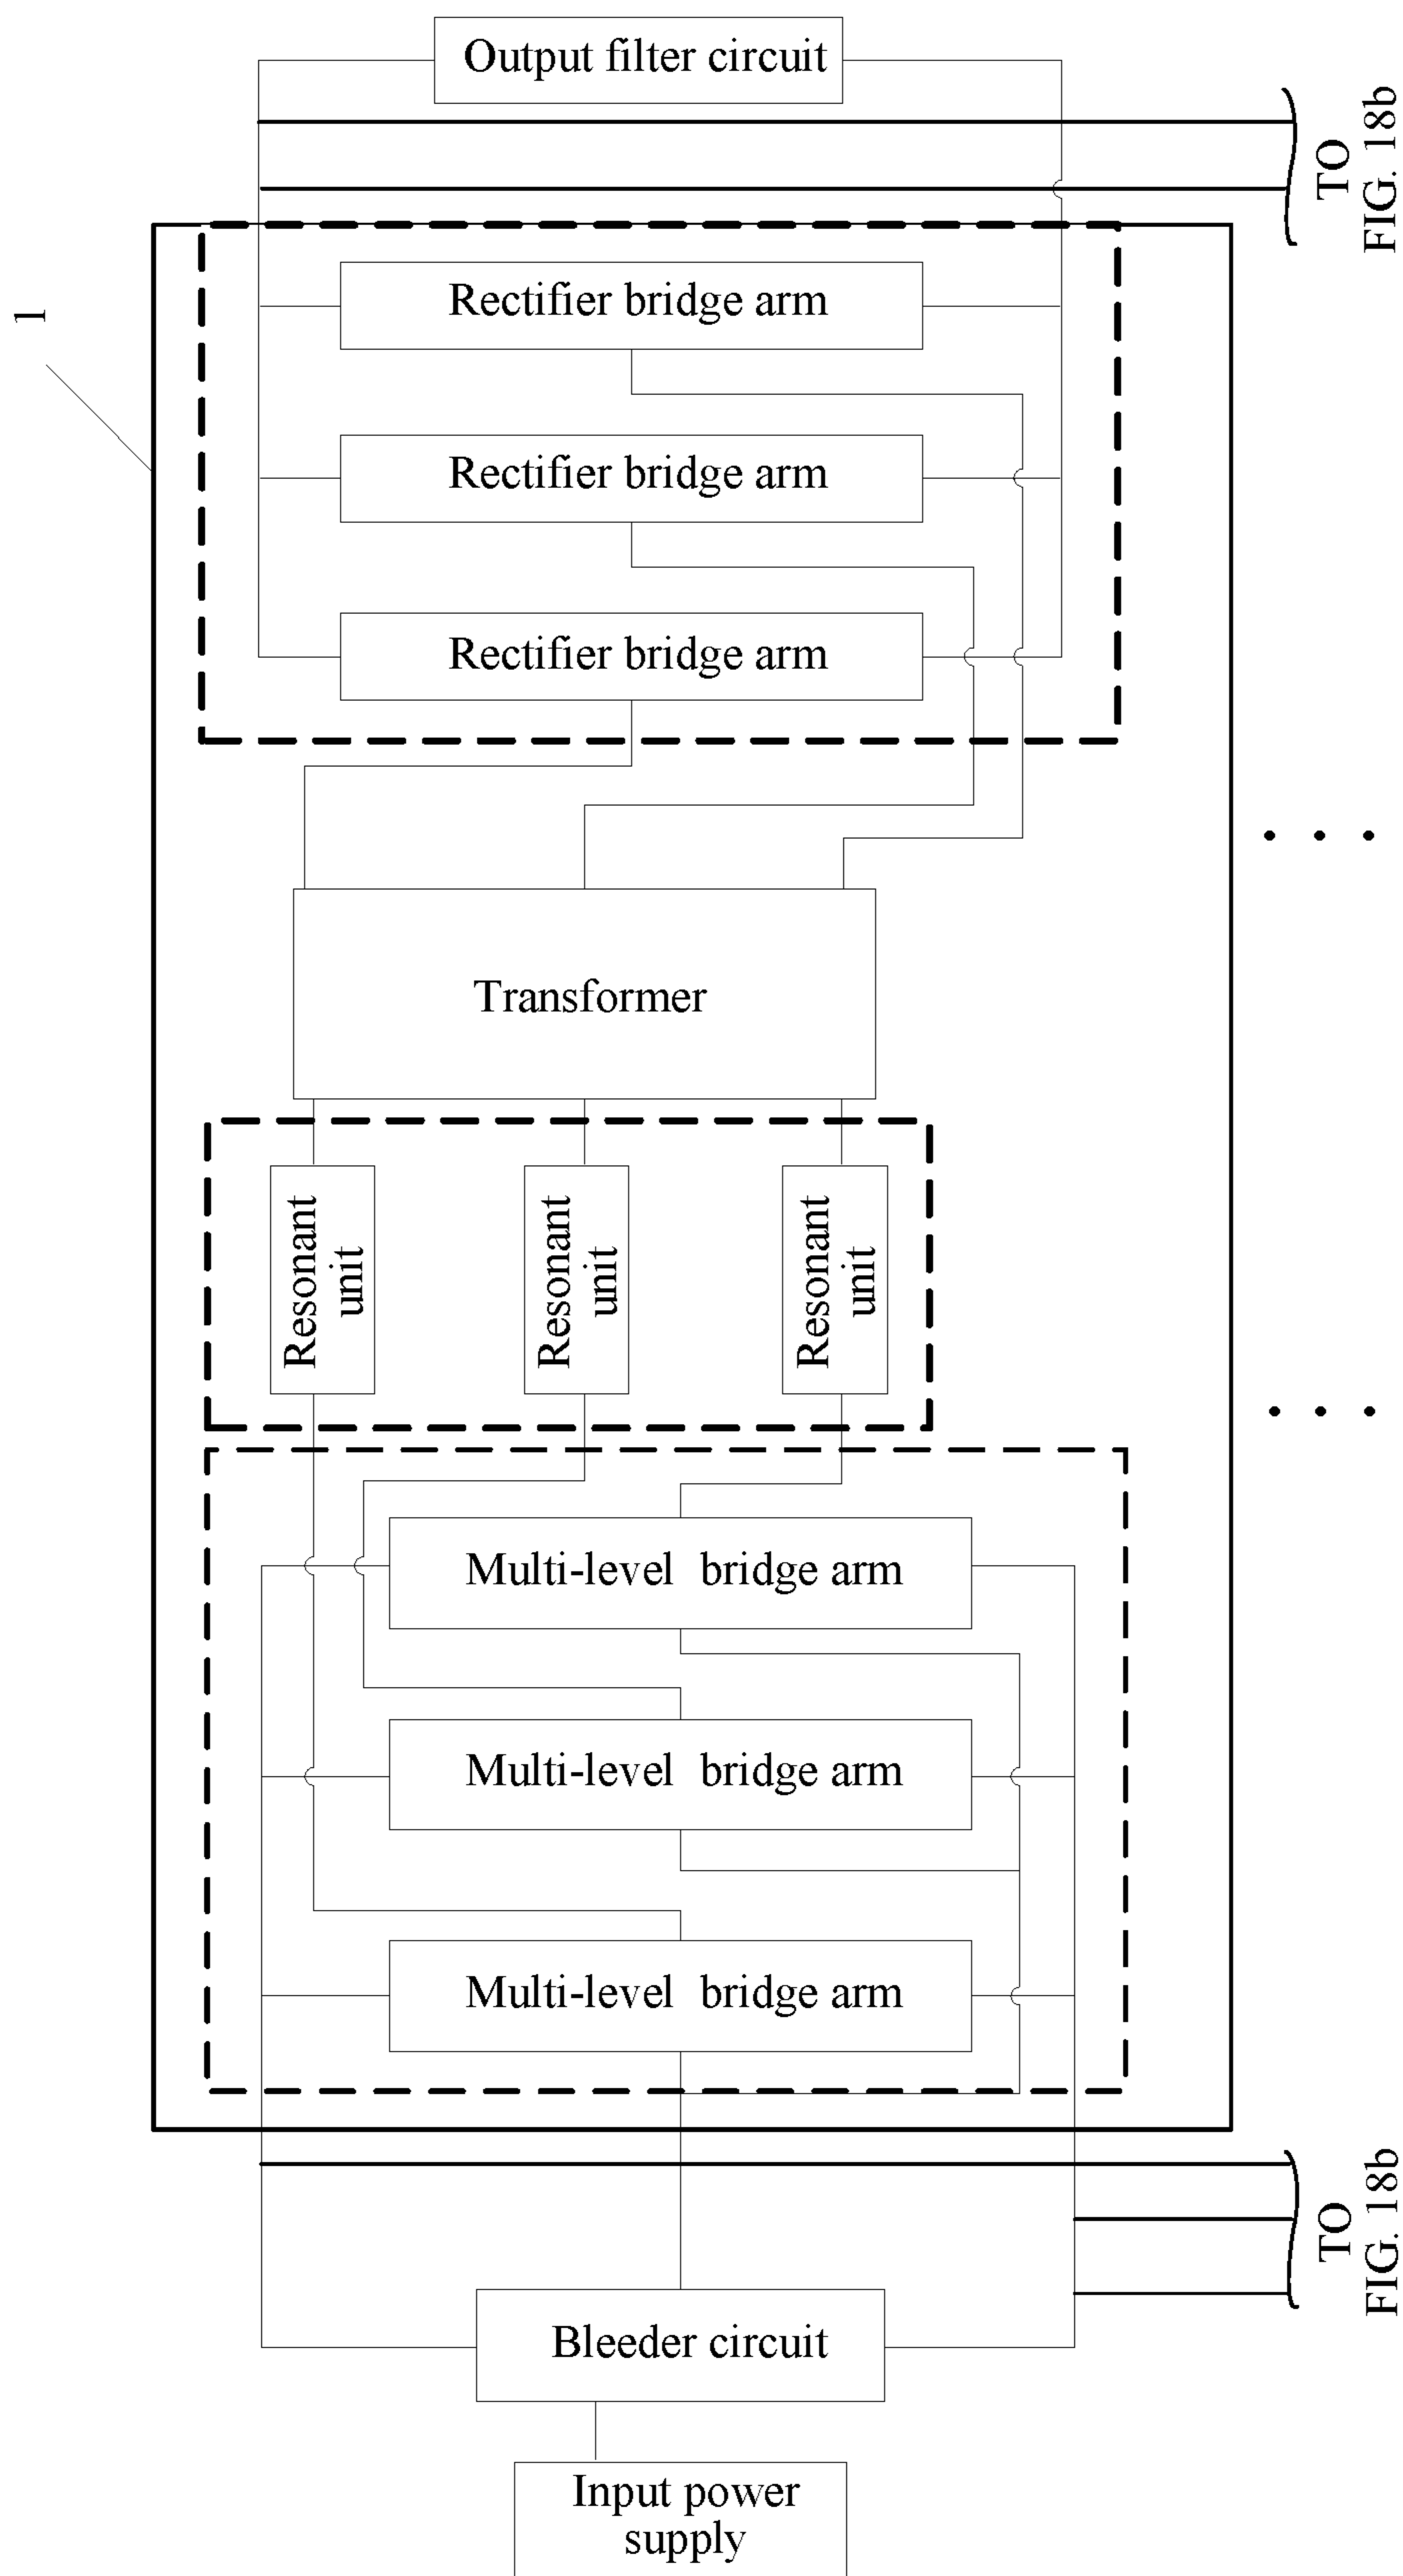 Output filter circuit
TO
FIG. 18b
1
Rectifier bridge arm
Rectifier bridge arm
Rectifier bridge arm
Transformer
Resonant
unit
Resonant
unit
Resonant
unit
Multi-level bridge arm
Multi-level bridge arm
Multi-level bridge arm
TO
FIG. 18b
Bleeder circuit
Input power
supply